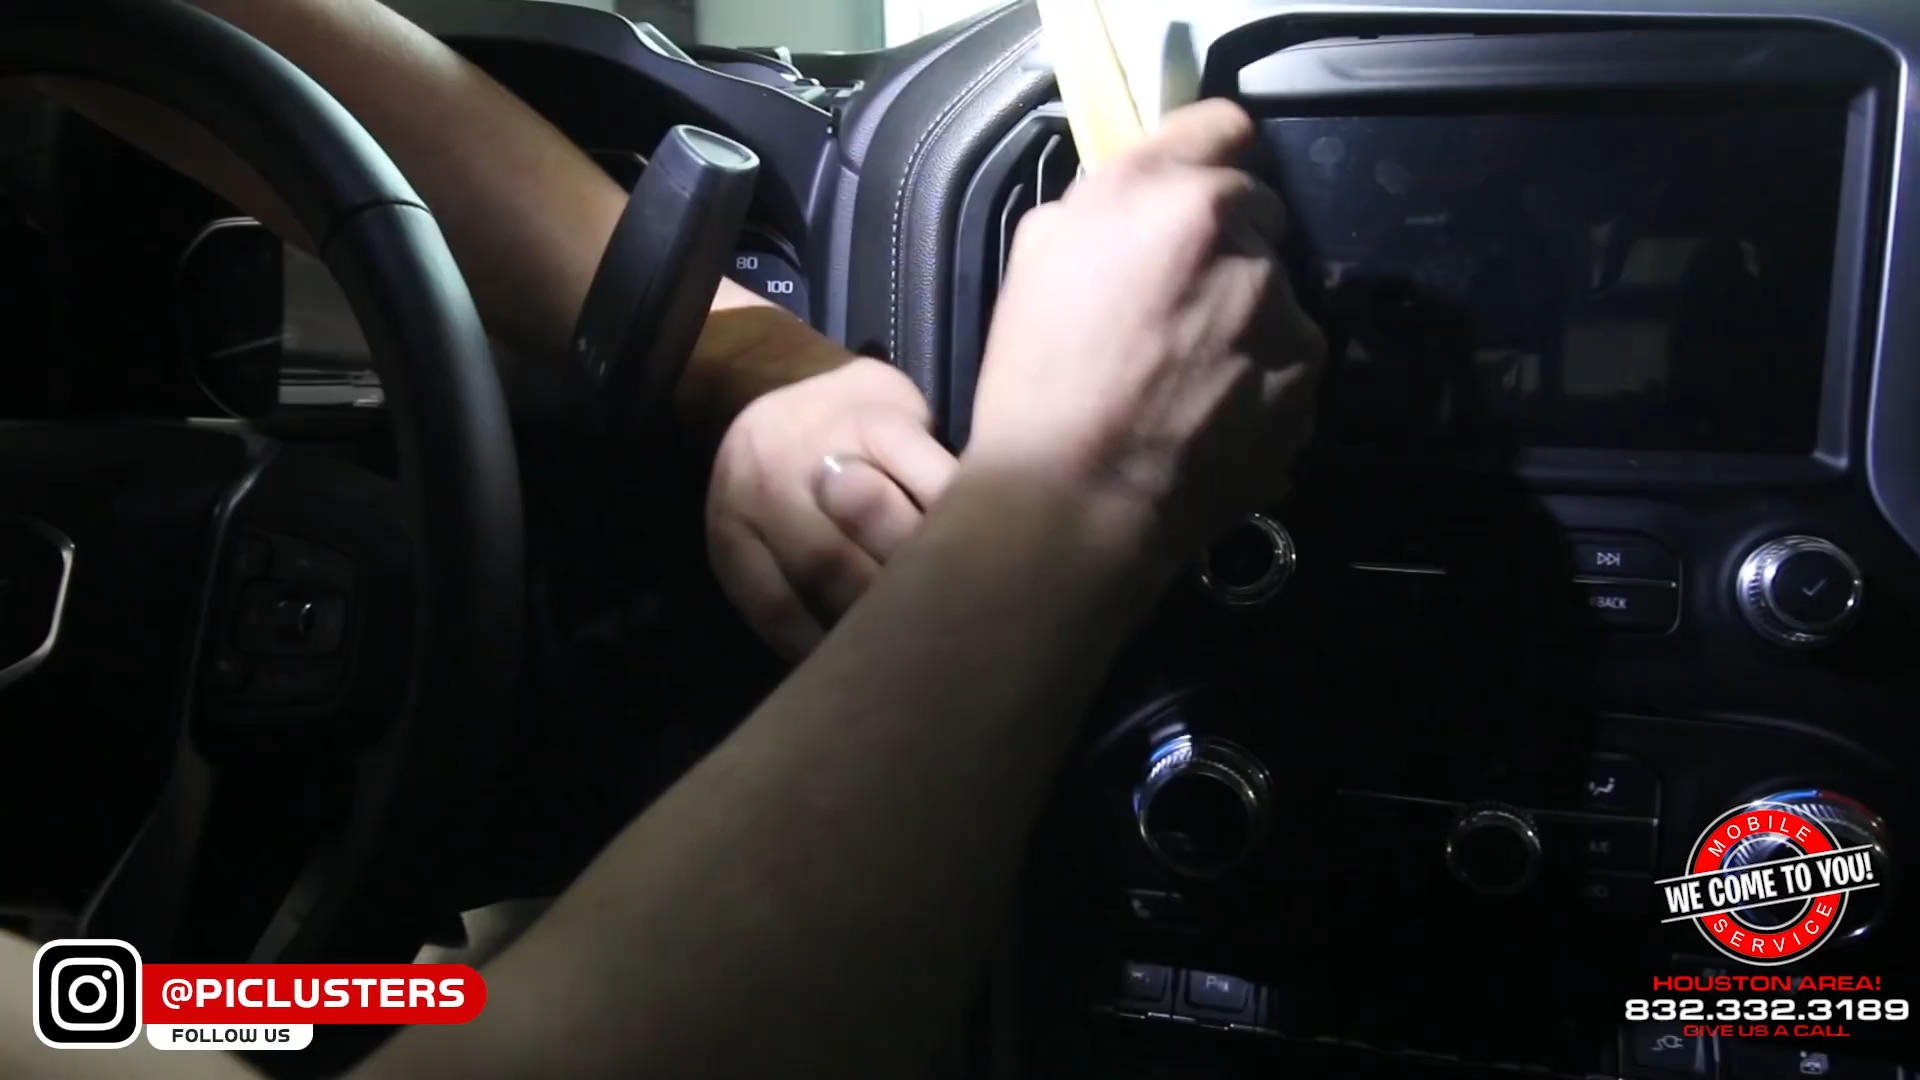 80
100
BACK
A/C
MOBILE
WE COME TO YOU!
SERVICE
HOUSTON AREA!
832.332.3189
GIVE US A CALL
@PICLUSTERS
FOLLOW US